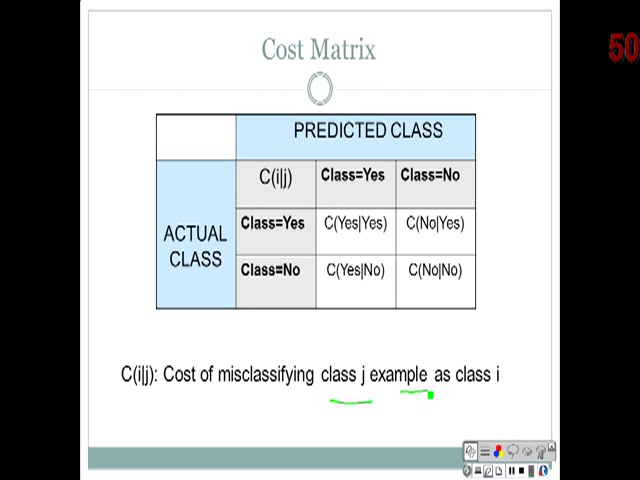 50
Cost Matrix
PREDICTED CLASS
C(i|j) Class=Yes Class=No
ACTUAL CLASS
Class=Yes C(Yes|Yes) C(No|Yes)
Class=No C(Yes|No) C(No|No)
C(i|j): Cost of misclassifying class j example as class i